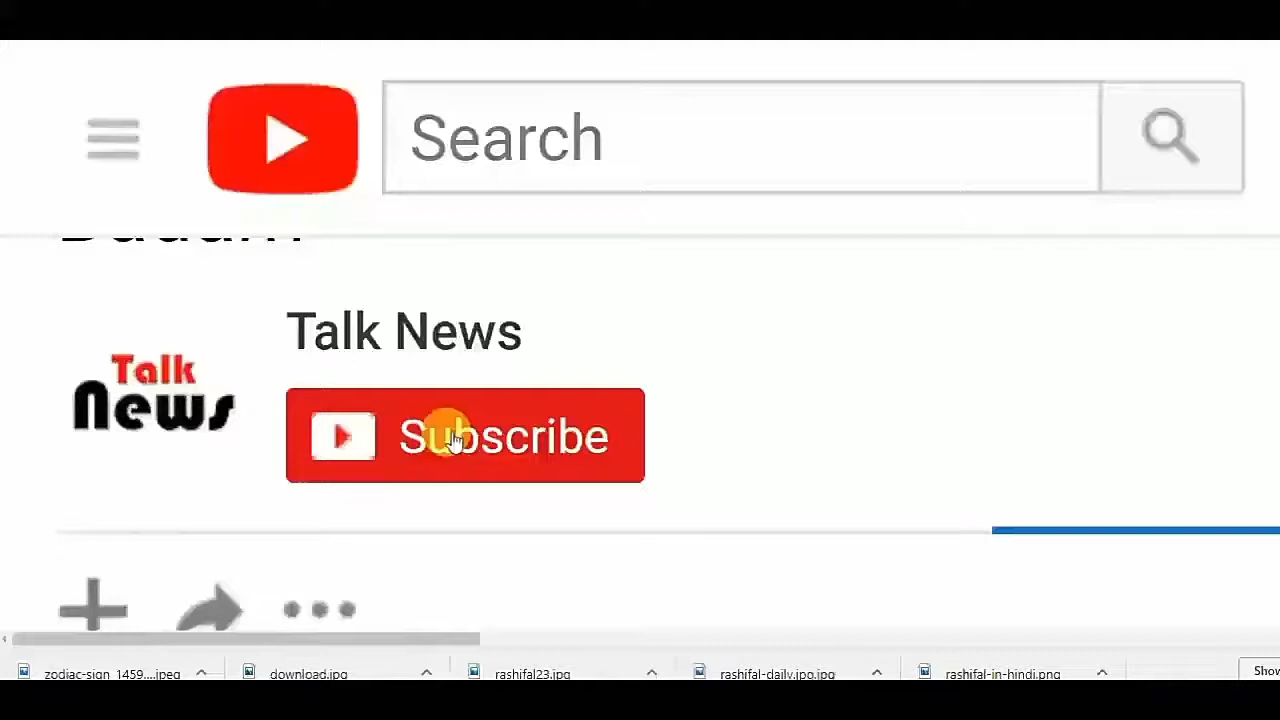 Search
Talk News
Talk
News
Subscribe
zodiac-sign_1459....jpeg
download.jpg
rashifal23.jpg
rashifal-daily.jpg.jpg
rashifal-in-hindi.png
Show